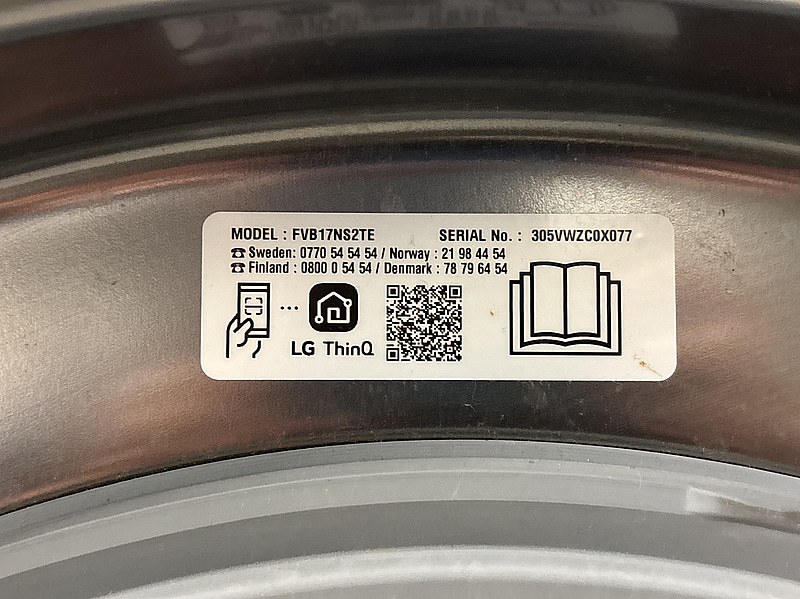 MODEL : FVB17NS2TE SERIAL No. : 305VWZC0X077
☎ Sweden: 0770 54 54 54 / Norway : 21 98 44 54
☎ Finland : 0800 0 54 54 / Denmark : 78 79 64 54
LG ThinQ